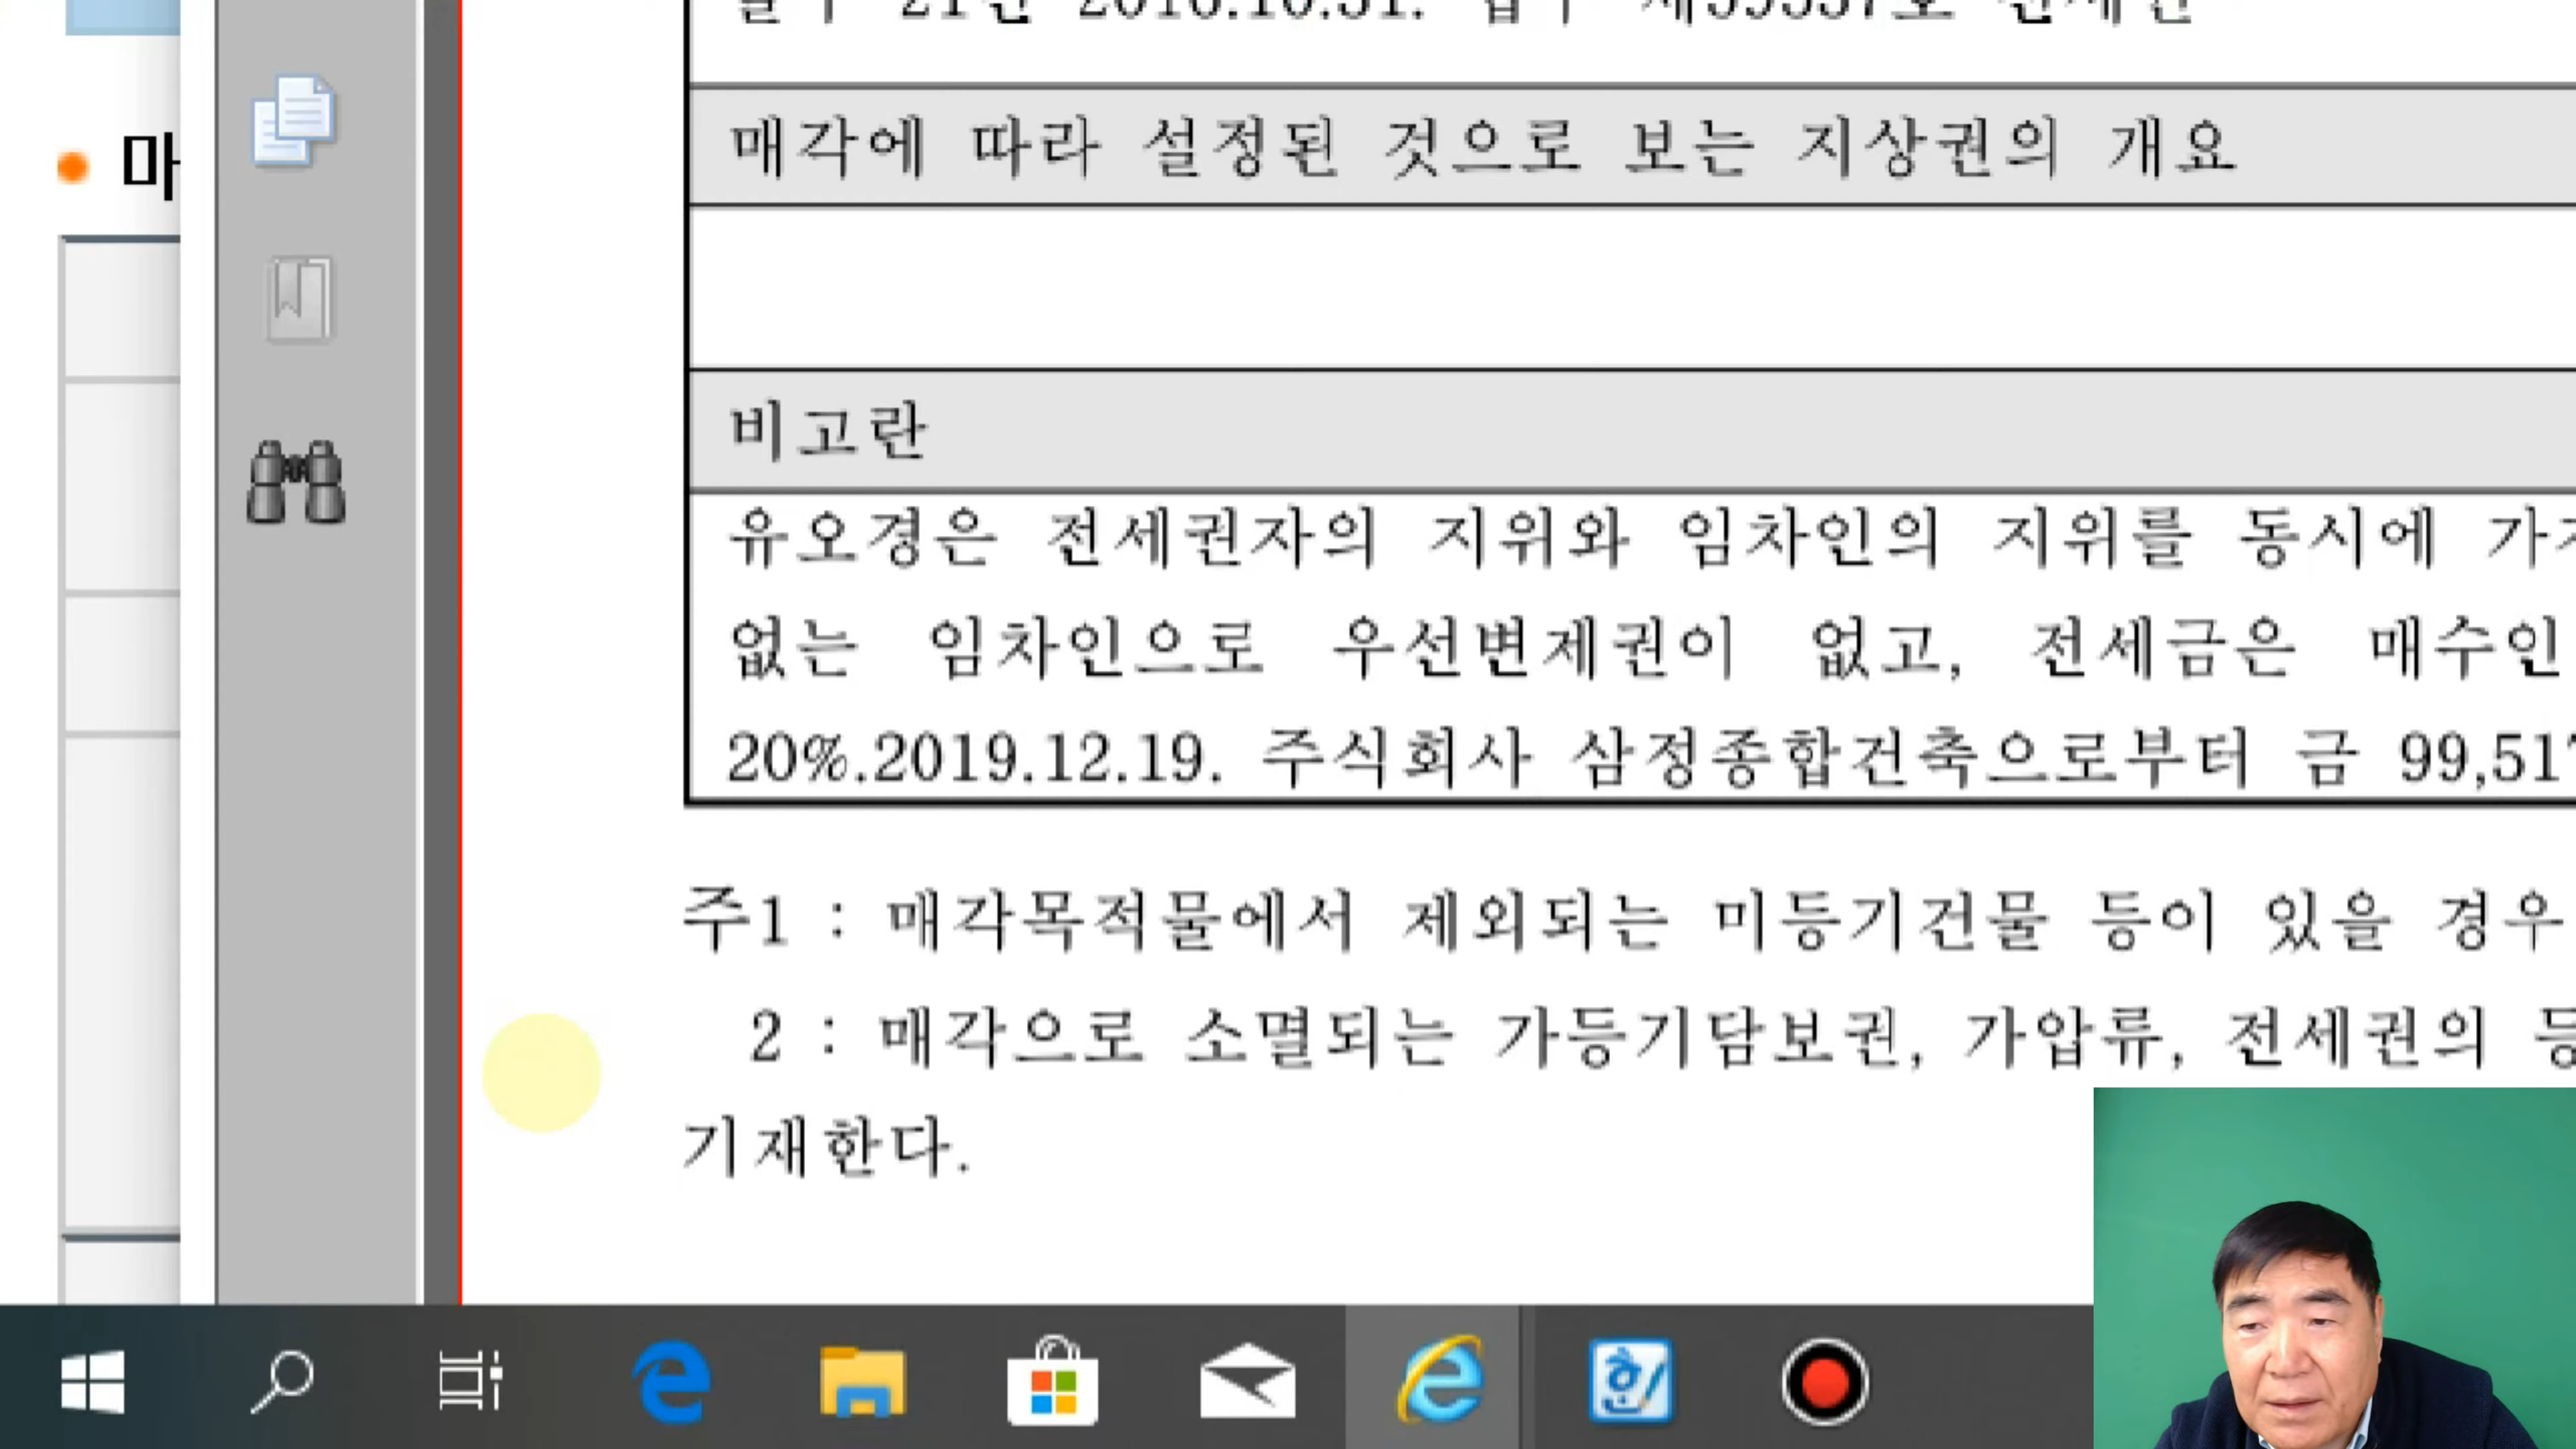 매각에 따라 설정된 것으로 보는 지상권의 개요
마
비고란
유오경은 전세권자의 지위와 임차인의 지위를 동시에
없는 임차인으로 우선변제권이 없고, 전세금은 매수인
20%.2019.12.19. 주식회사 삼정종합건축으로부터 금 99,51
주1 : 매각목적물에서 제외되는 미등기건물 등이 있을 경우
2 : 매각으로 소멸되는 가등기담보권, 가압류, 전세권의
기재한다.